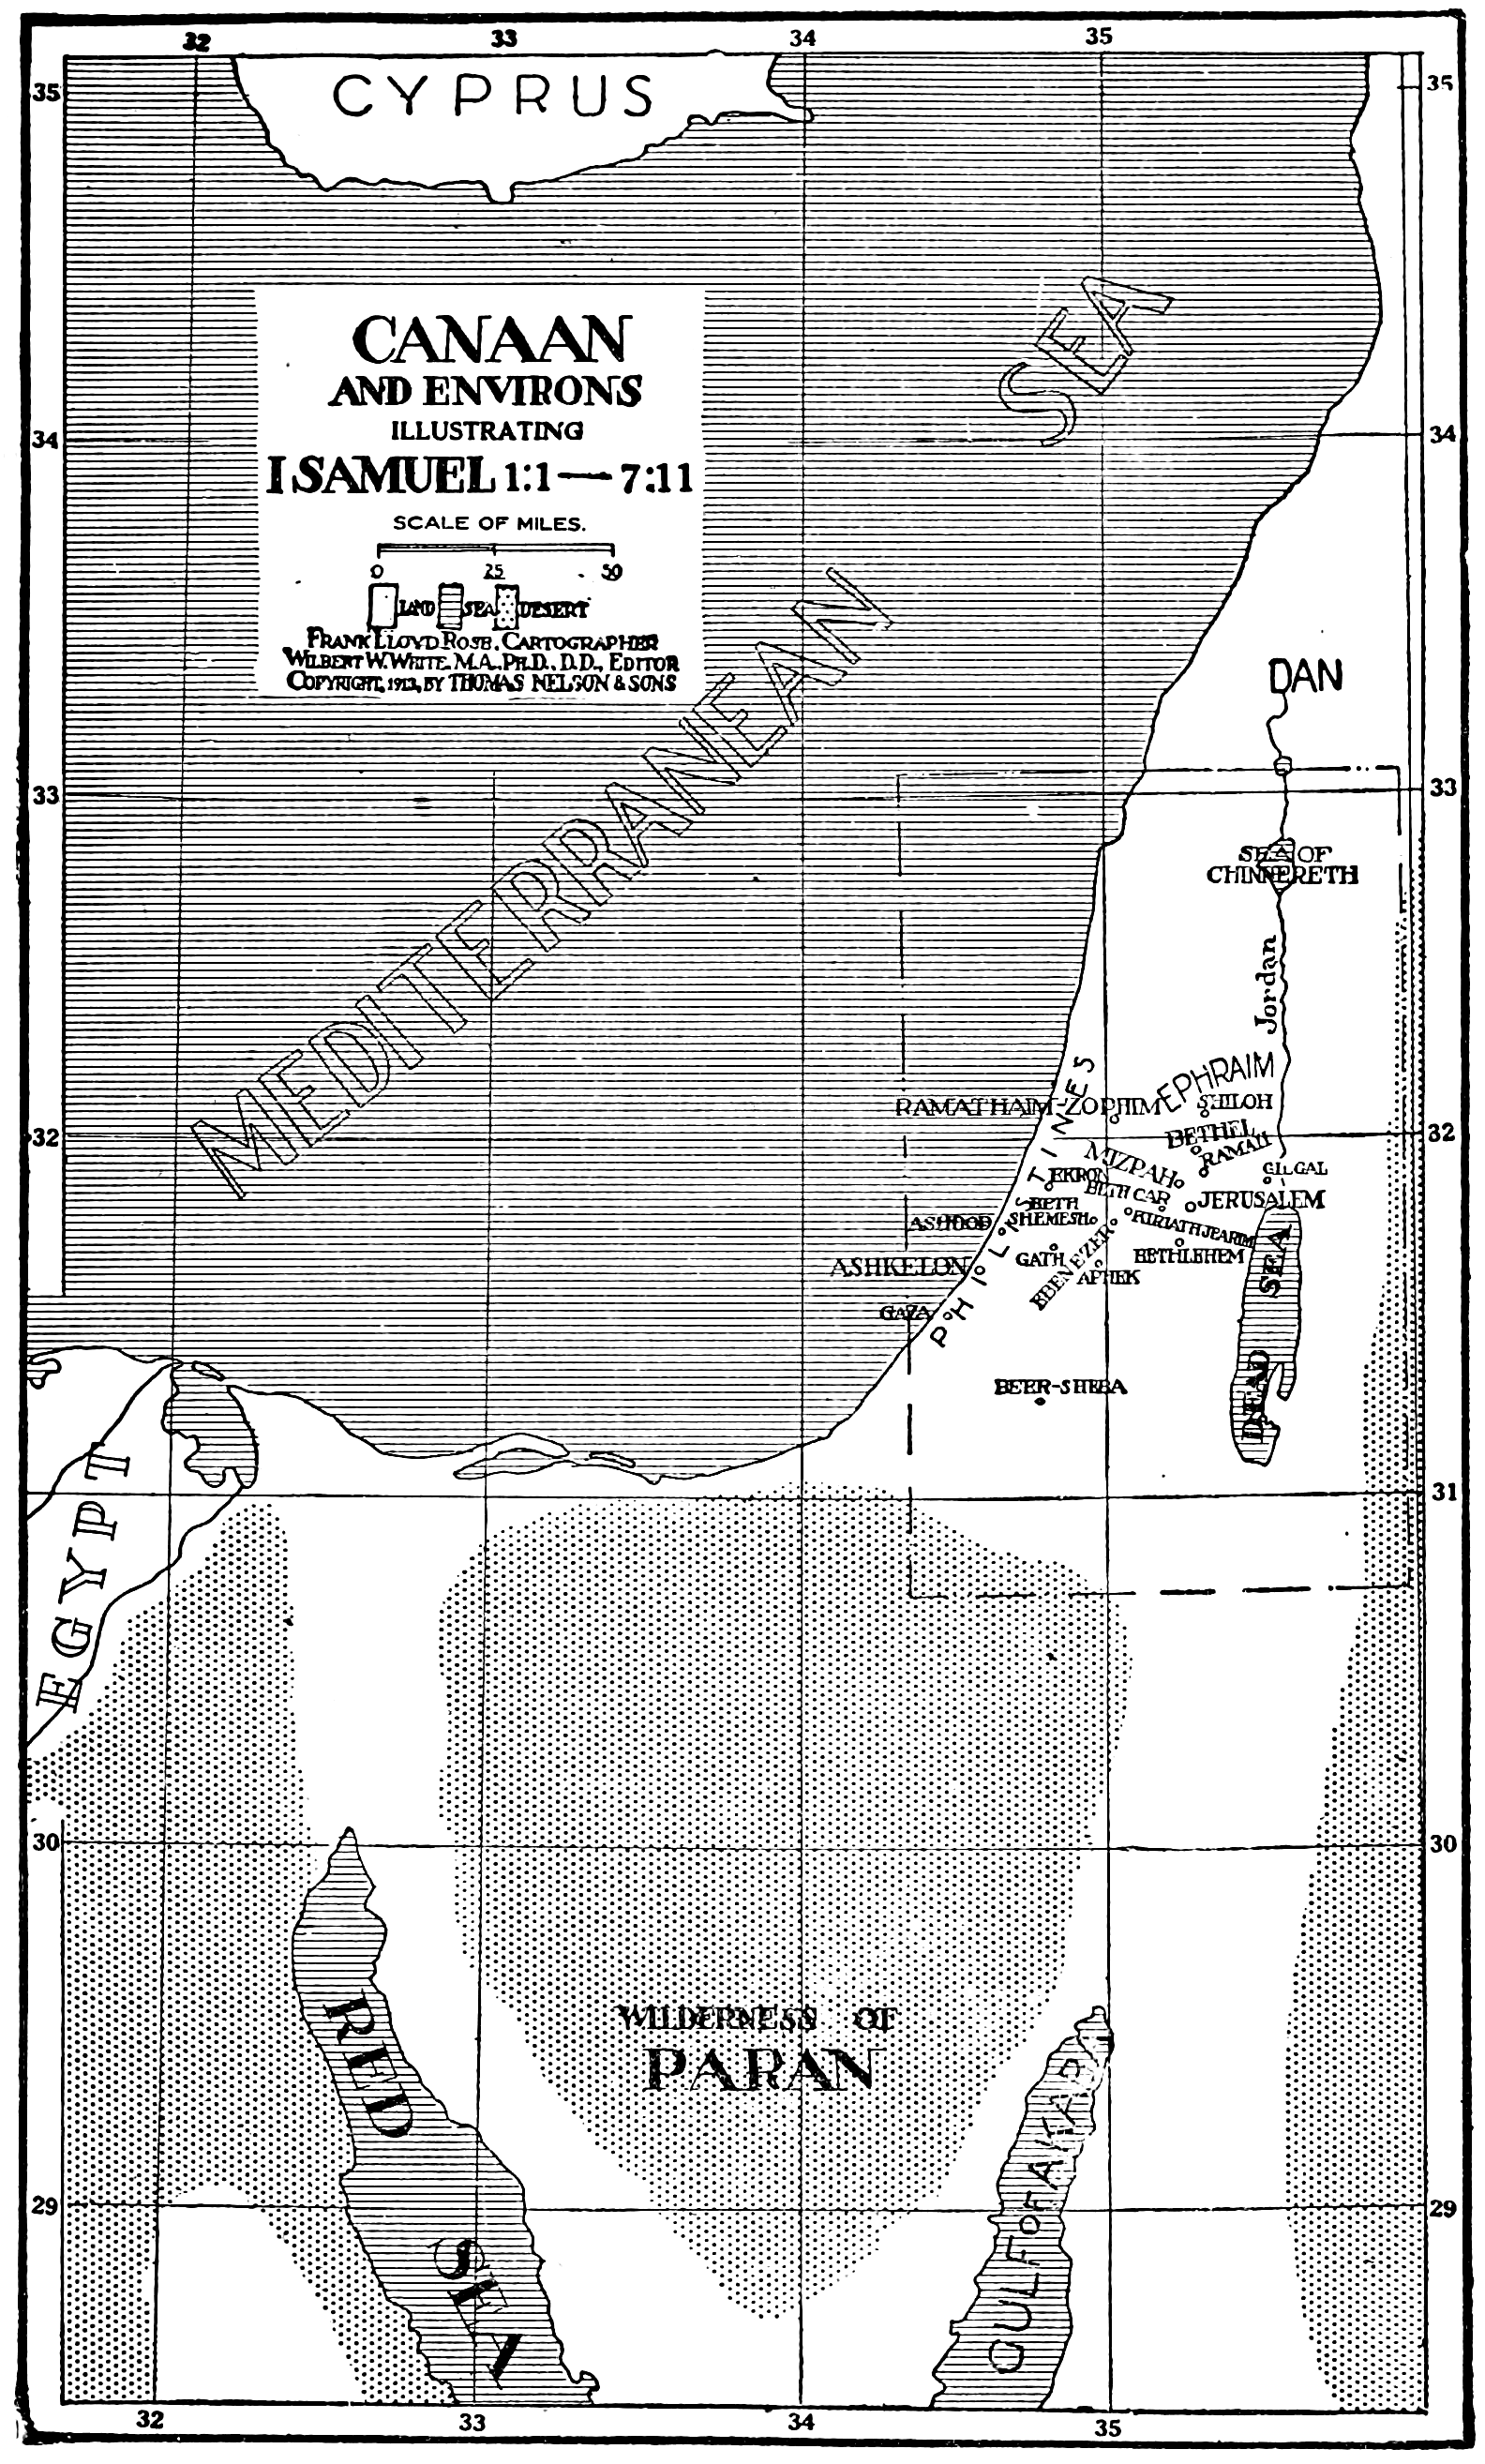 32 33 34 35
35 35
CYPRUS
CANAAN
AND ENVIRONS
ILLUSTRATING
I SAMUEL 1:1 — 7:11
SCALE OF MILES.
0 25 50
LAND SEA DESERT
FRANK LLOYD ROSE. CARTOGRAPHER
WILBERT W. WHITE. M.A., PH.D., D.D., EDITOR
COPYRIGHT, 1913, BY THOMAS NELSON & SONS
34 34
MEDITERRANEAN SEA
DAN
33 33
SEA OF
CHINNERETH
Jordan
EPHRAIM
RAMATHAIM-ZOPHIM
SHILOH
32 32
BETHEL
RAMAH
MIZPAH
GILGAL
EKRON
BETH CAR
JERUSALEM
BETH
SHEMESH
ASHDOD
KIRIATH JEARIM
PHILISTINES
GATH
EBENEZER
BETHLEHEM
ASHKELON
APHEK
GAZA
DEAD SEA
BEER-SHEBA
EGYPT
31
30 30
RED SEA
WILDERNESS OF
PARAN
GULF OF AKABA
29 29
32 33 34 35